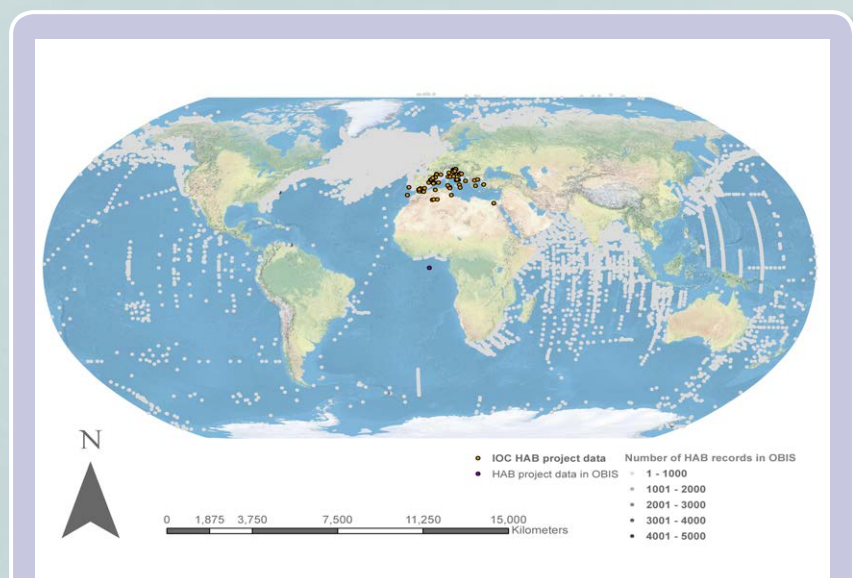 N
IOC HAB project data
HAB project data in OBIS
Number of HAB records in OBIS
1 - 1000
1001 - 2000
2001 - 3000
3001 - 4000
4001 - 5000
0 1,875 3,750 7,500 11,250 15,000
Kilometers